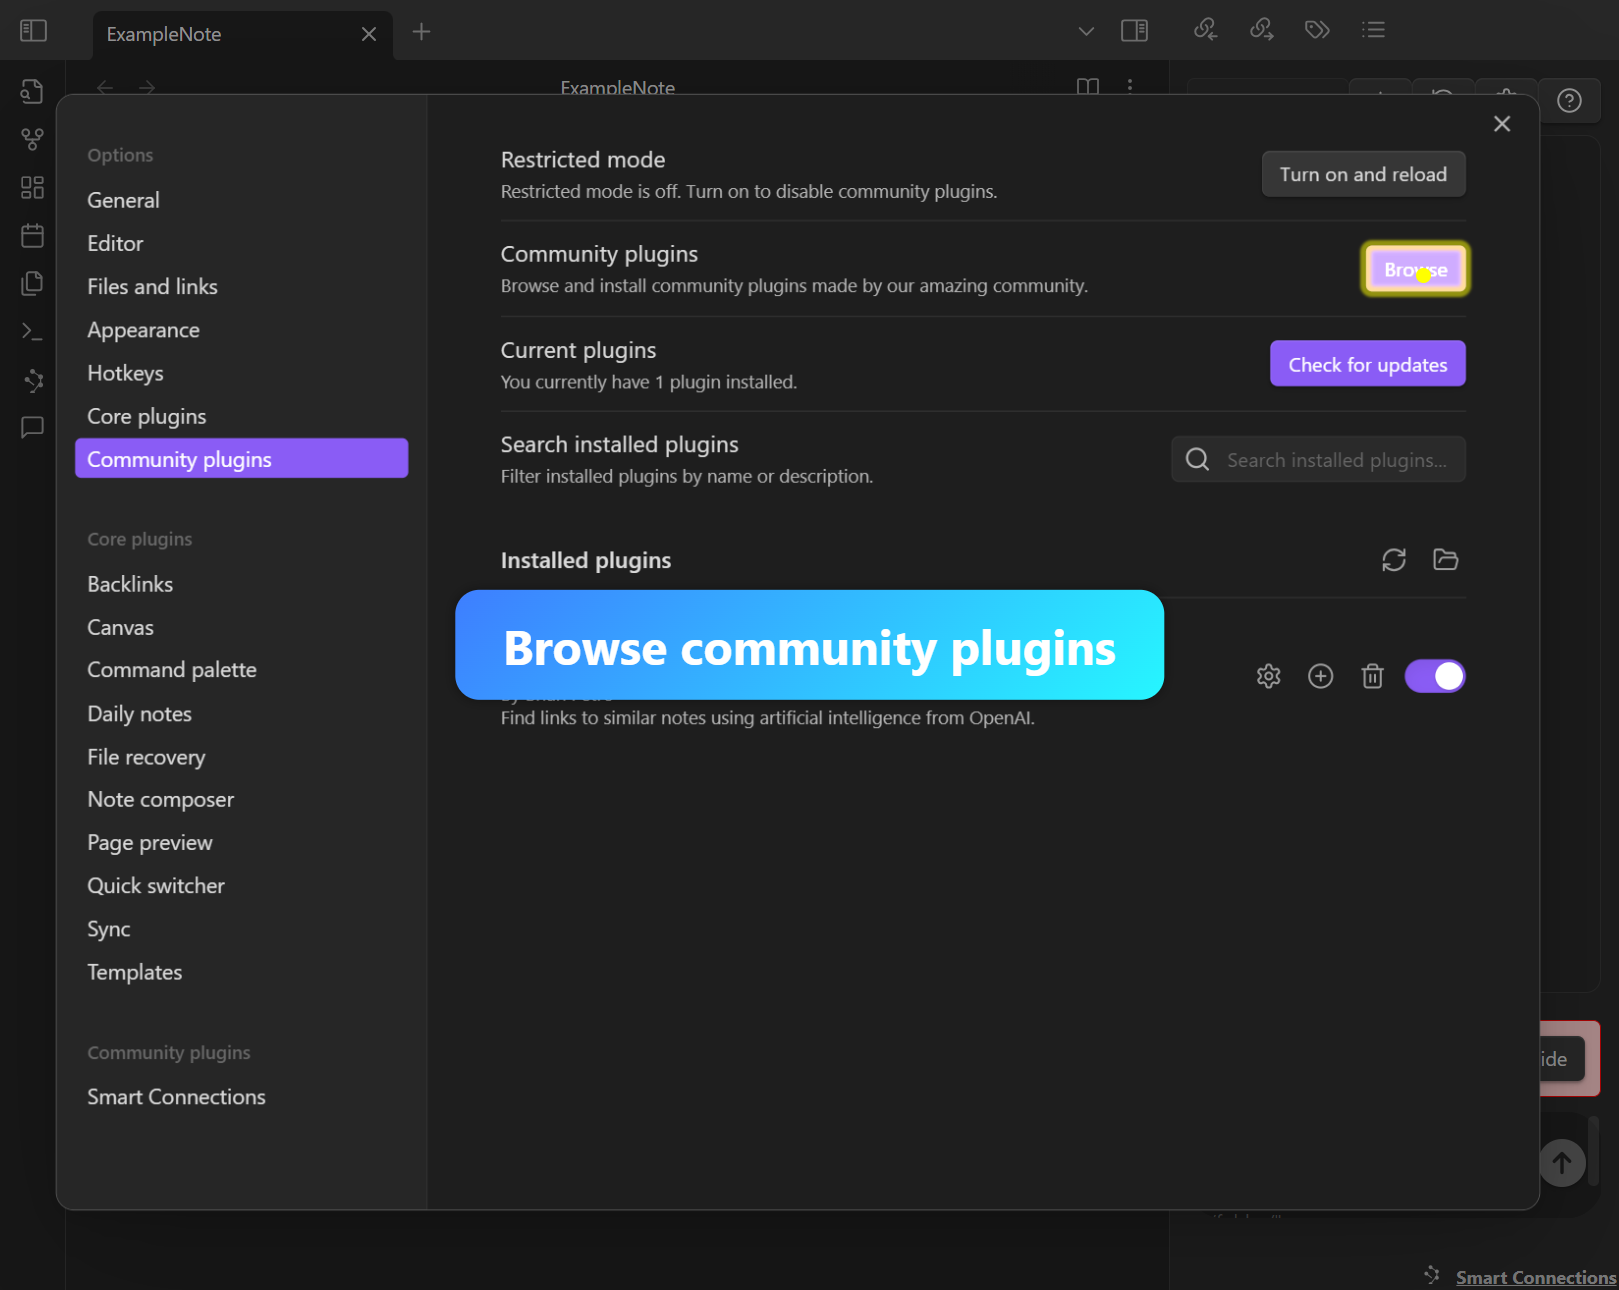 ExampleNote
ExampleNote
Options
General
Editor
Files and links
Appearance
Hotkeys
Core plugins
Community plugins
Core plugins
Backlinks
Canvas
Command palette
Daily notes
File recovery
Note composer
Page preview
Quick switcher
Sync
Templates
Community plugins
Smart Connections
Restricted mode
Restricted mode is off. Turn on to disable community plugins.
Turn on and reload
Community plugins
Browse and install community plugins made by our amazing community.
Browse
Current plugins
You currently have 1 plugin installed.
Check for updates
Search installed plugins
Filter installed plugins by name or description.
Search installed plugins...
Installed plugins
Browse community plugins
Find links to similar notes using artificial intelligence from OpenAI.
ide
Smart Connections